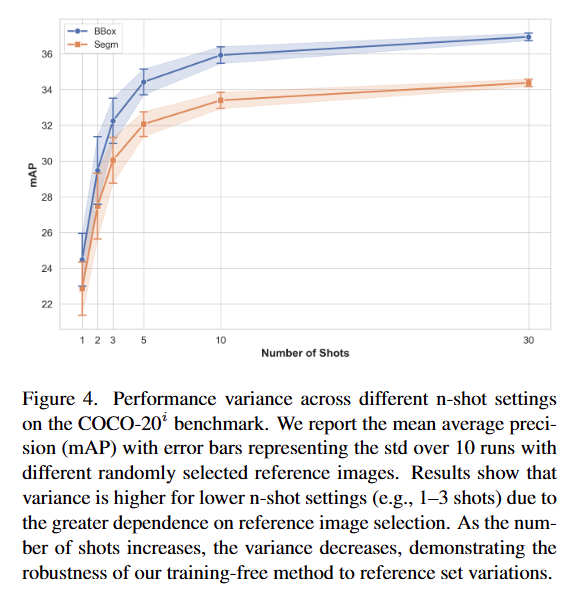 BBox
Segm
36
34
32
30
28
26
24
22
mAP
1 2 3 5 10 30
Number of Shots
Figure 4. Performance variance across different n-shot settings
on the COCO-20^i benchmark. We report the mean average preci-
sion (mAP) with error bars representing the std over 10 runs with
different randomly selected reference images. Results show that
variance is higher for lower n-shot settings (e.g., 1–3 shots) due to
the greater dependence on reference image selection. As the num-
ber of shots increases, the variance decreases, demonstrating the
robustness of our training-free method to reference set variations.